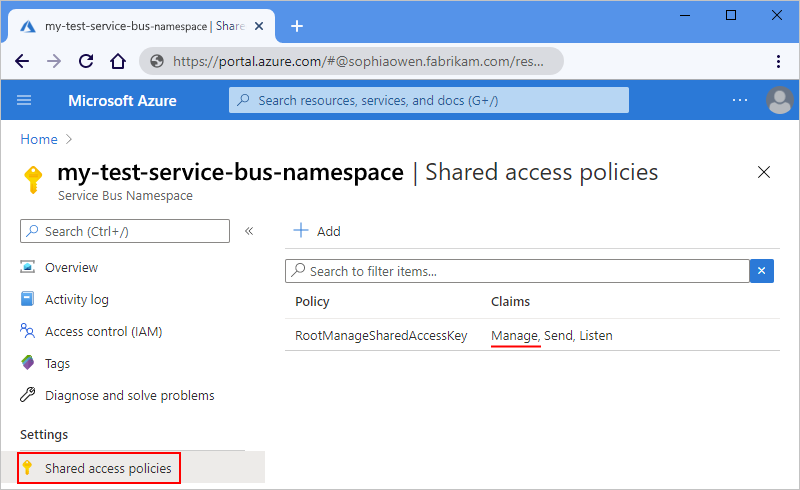 my-test-service-bus-namespace | Share
https://portal.azure.com/#@sophiaowen.fabrikam.com/res...
Microsoft Azure
Search resources, services, and docs (G+/)
Home
my-test-service-bus-namespace | Shared access policies
Service Bus Namespace
Search (Ctrl+/)
Add
Overview
Search to filter items...
Activity log
Policy Claims
Access control (IAM)
RootManageSharedAccessKey Manage, Send, Listen
Tags
Diagnose and solve problems
Settings
Shared access policies